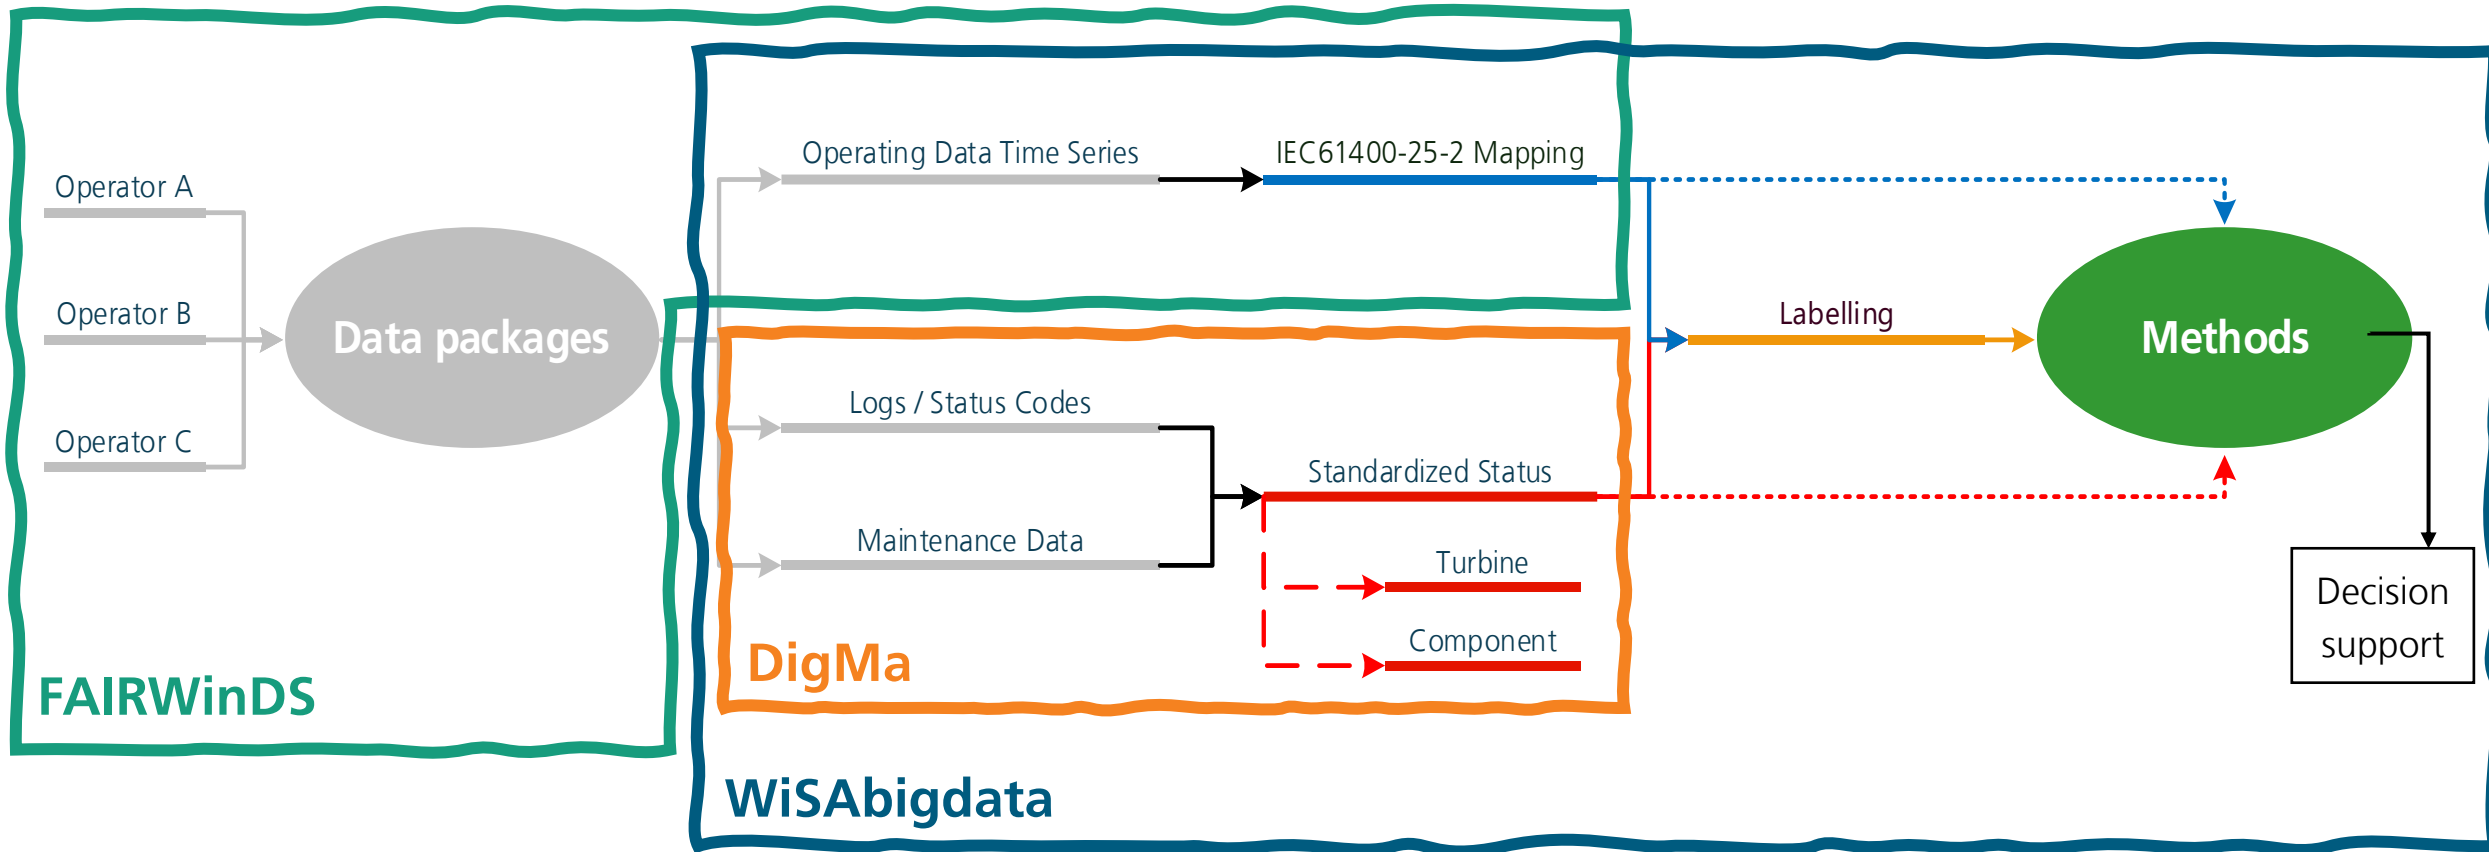 Operator A
Operator B
Operator C
Data packages
Operating Data Time Series
IEC61400-25-2 Mapping
Logs / Status Codes
Maintenance Data
Standardized Status
Turbine
Component
Labelling
Methods
Decision
support
DigMa
FAIRWinDS
WiSAbigdata